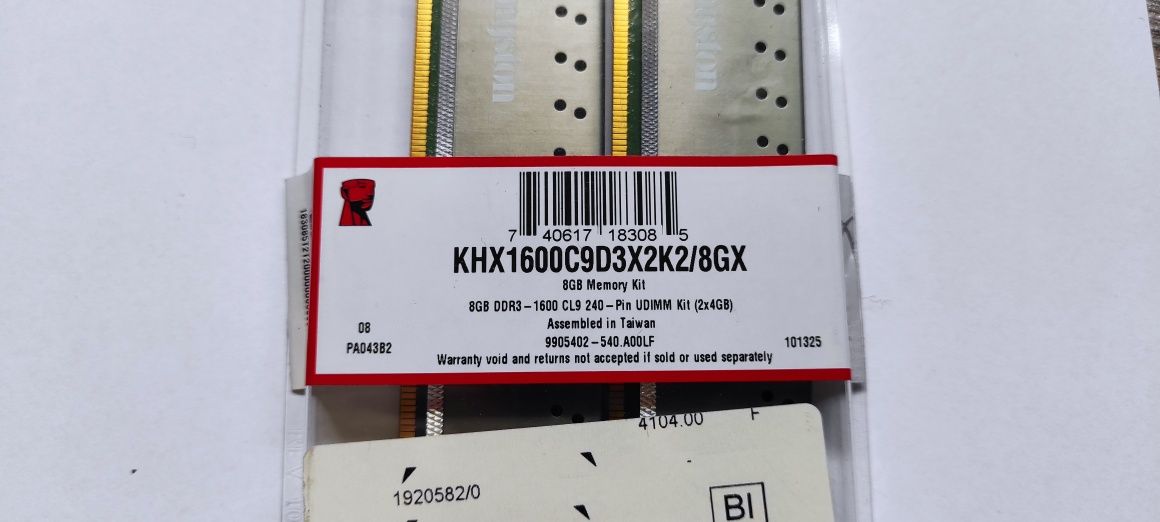 Kingston
7 40617 18308 5
KHX1600C9D3X2K2/8GX
8GB Memory Kit
8GB DDR3-1600 CL9 240-Pin UDIMM Kit (2x4GB)
Assembled in Taiwan
08
9905402-540.A00LF
PA043B2
101325
Warranty void and returns not accepted if sold or used separately
4104.00 F
1920582/0
BI